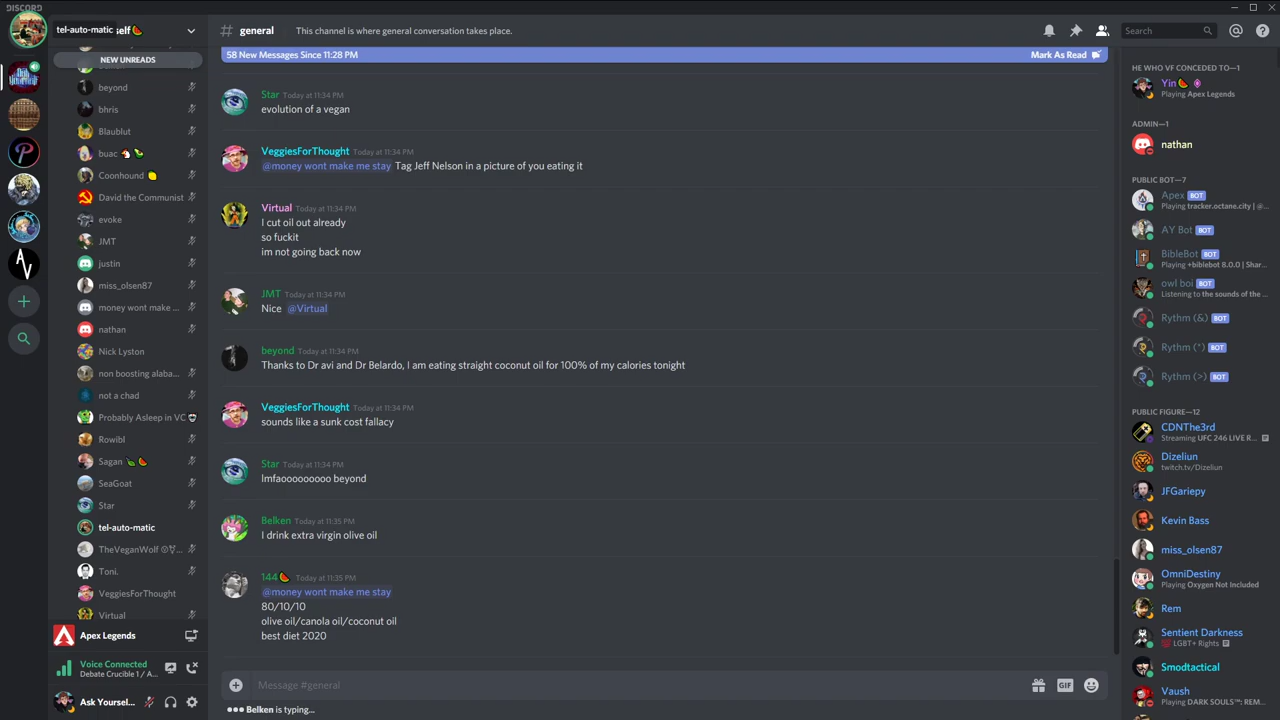 DISCORD
tel-auto-matic
self🍉
NEW UNREADS
beyond
bhris
Blaublut
buac
Coonhound 🍋
David the Communist
evoke
JMT
justin
miss_olsen87
money wont make ...
nathan
Nick Lyston
non boosting alaba...
not a chad
Probably Asleep in VC
Rowibl
Sagan 🍉
SeaGoat
Star
tel-auto-matic
TheVeganWolf
Toni.
VeggiesForThought
Virtual
Apex Legends
Voice Connected
Debate Crucible 1 / A...
Ask Yoursel...
# general
This channel is where general conversation takes place.
Search
58 New Messages Since 11:28 PM
Mark As Read
Star Today at 11:34 PM
evolution of a vegan
VeggiesForThought Today at 11:34 PM
@money wont make me stay Tag Jeff Nelson in a picture of you eating it
Virtual Today at 11:34 PM
I cut oil out already
so fuckit
im not going back now
JMT Today at 11:34 PM
Nice @Virtual
beyond Today at 11:34 PM
Thanks to Dr avi and Dr Belardo, I am eating straight coconut oil for 100% of my calories tonight
VeggiesForThought Today at 11:34 PM
sounds like a sunk cost fallacy
Star Today at 11:34 PM
lmfaooooooooo beyond
Belken Today at 11:35 PM
I drink extra virgin olive oil
144🍉 Today at 11:35 PM
@money wont make me stay
80/10/10
olive oil/canola oil/coconut oil
best diet 2020
Message #general
GIF
Belken is typing...
HE WHO VF CONCEDED TO—1
Yin🍉
Playing Apex Legends
ADMIN—1
nathan
PUBLIC BOT—7
Apex BOT
Playing tracker.octane.city | @...
AY Bot BOT
BibleBot BOT
Playing +biblebot 8.0.0 | Shar...
owl boi BOT
Listening to the sounds of the ...
Rythm (&) BOT
Rythm (*) BOT
Rythm (>) BOT
PUBLIC FIGURE—12
CDNThe3rd
Streaming UFC 246 LIVE R...
Dizeliun
twitch.tv/Dizeliun
JFGariepy
Kevin Bass
miss_olsen87
OmniDestiny
Playing Oxygen Not Included
Rem
Sentient Darkness
LGBT+ Rights
Smodtactical
Vaush
Playing DARK SOULS™: REM...